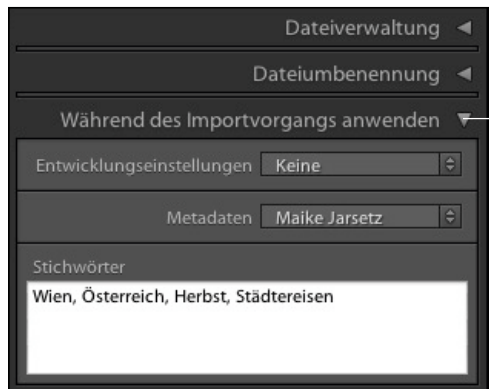 Dateiverwaltung
Dateiumbenennung
Während des Importvorgangs anwenden
Entwicklungseinstellungen Keine
Metadaten Maike Jarsetz
Stichwörter
Wien, Österreich, Herbst, Städtereisen